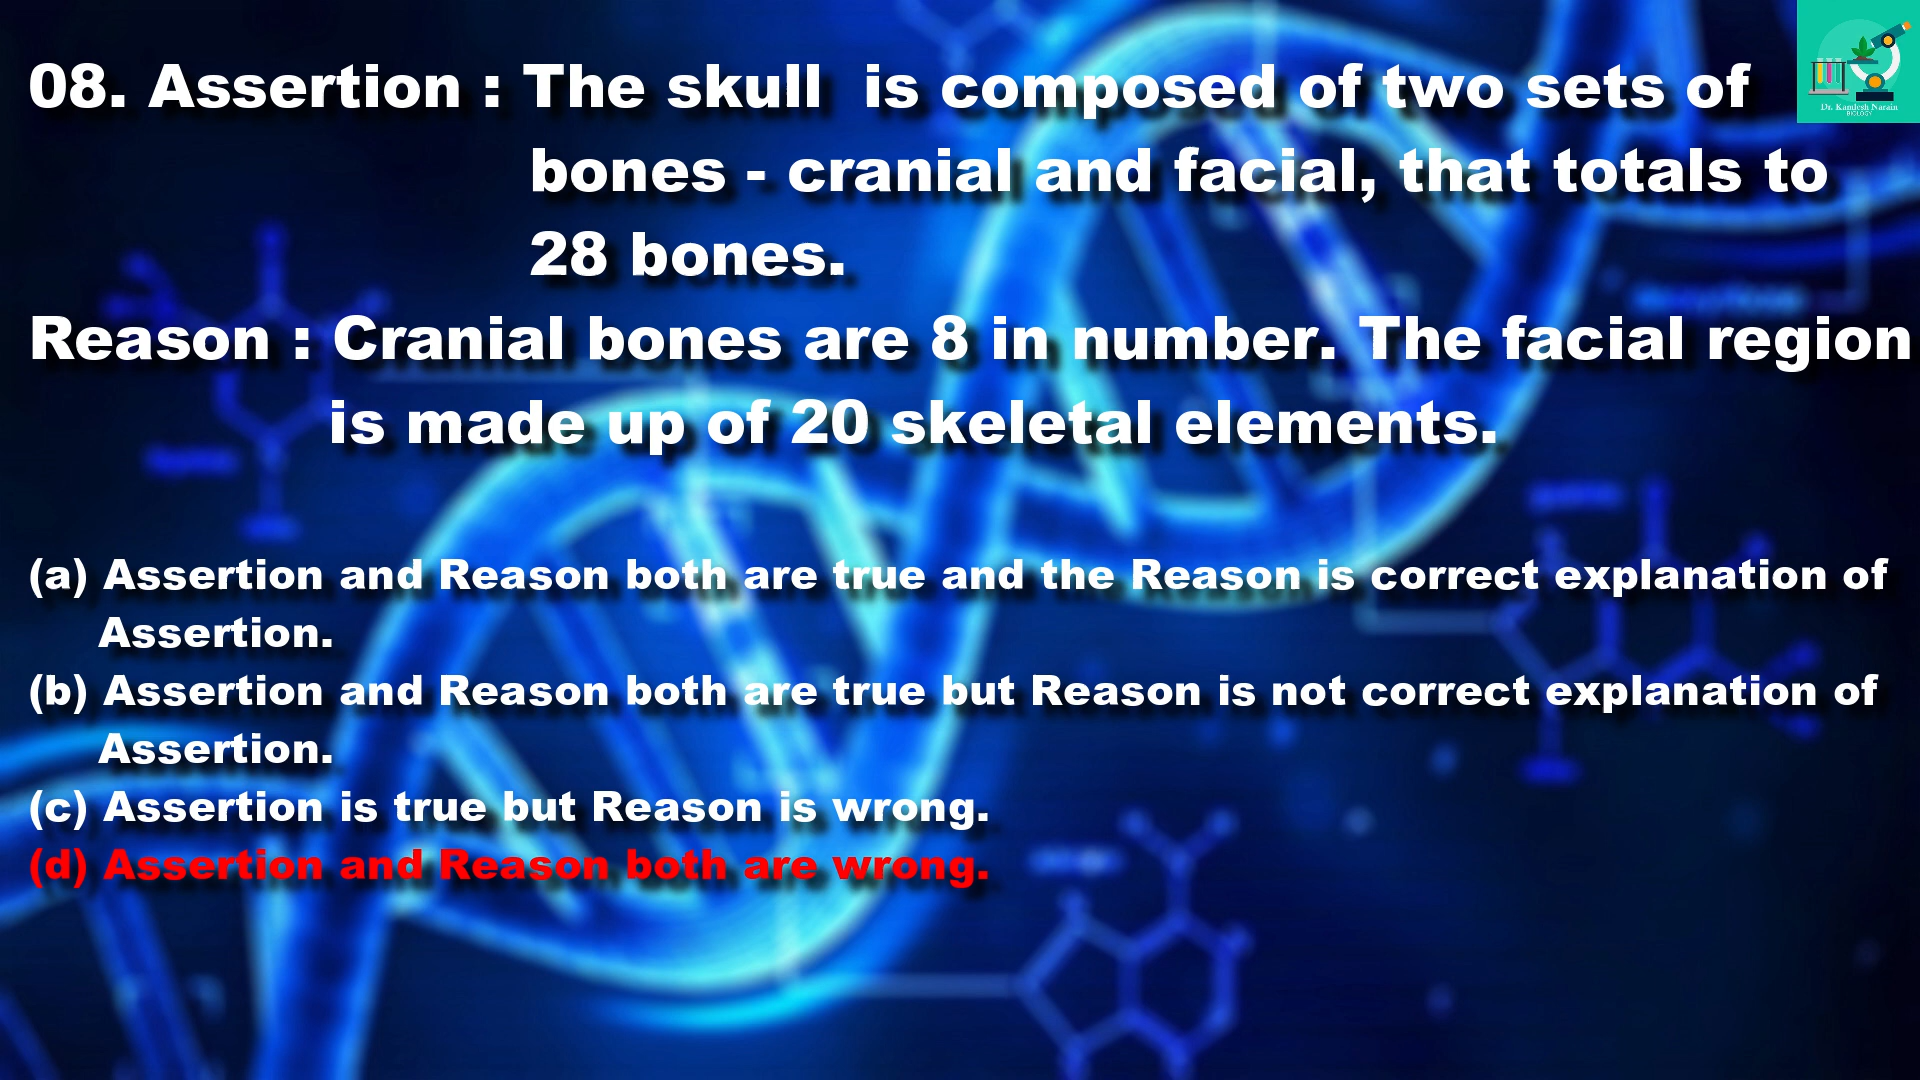 08. Assertion : The skull is composed of two sets of
bones - cranial and facial, that totals to
28 bones.
Reason : Cranial bones are 8 in number. The facial region
is made up of 20 skeletal elements.
(a) Assertion and Reason both are true and the Reason is correct explanation of
Assertion.
(b) Assertion and Reason both are true but Reason is not correct explanation of
Assertion.
(c) Assertion is true but Reason is wrong.
(d) Assertion and Reason both are wrong.
Dr. Kamlesh Narain
BIOLOGY